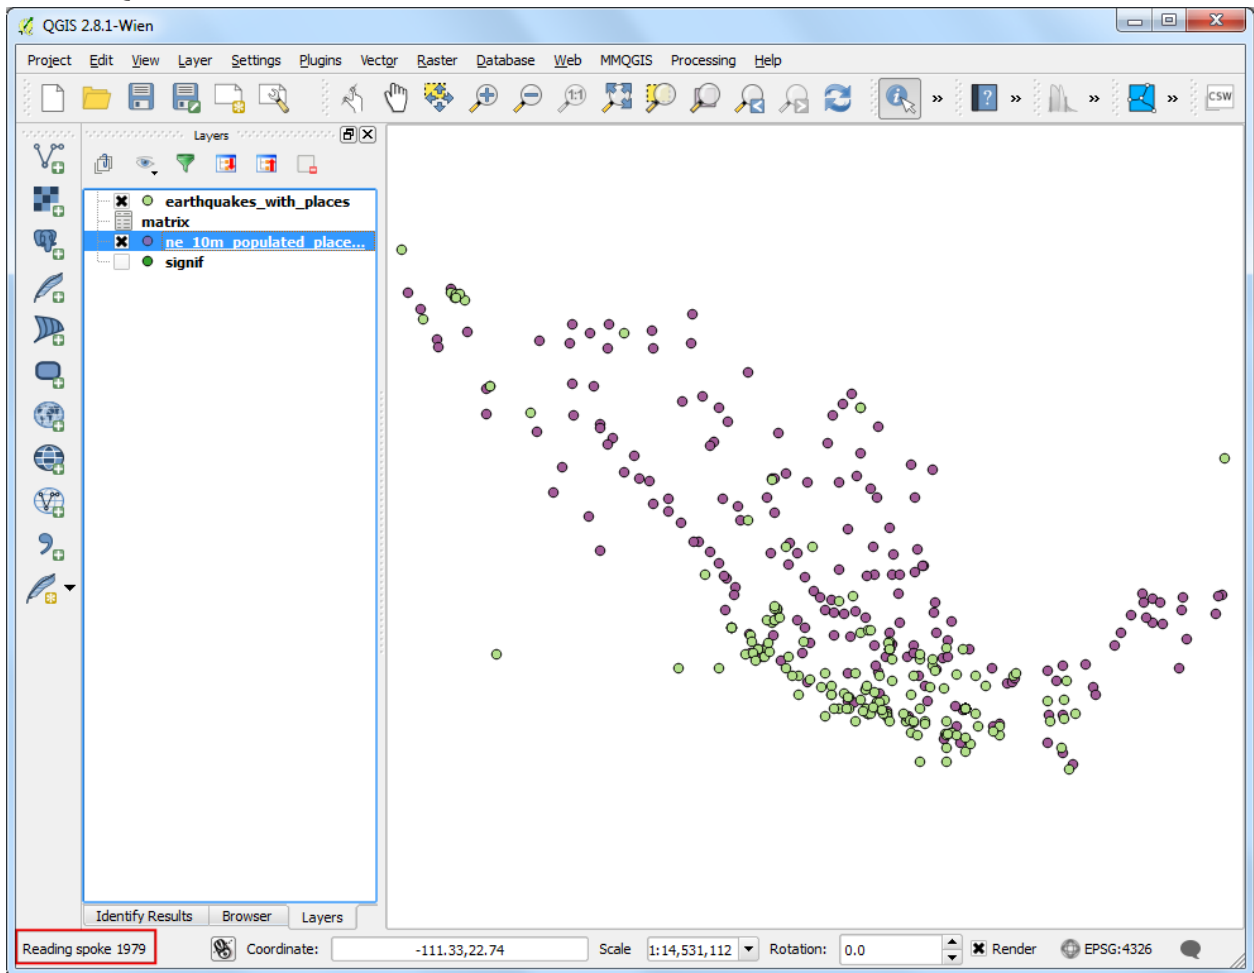 QGIS 2.8.1-Wien
Project Edit View Layer Settings Plugins Vector Raster Database Web MMQGIS Processing Help
1:1 » ? » » » CSW
Layers
earthquakes_with_places
matrix
ne_10m_populated_place...
signif
Identify Results Browser Layers
Reading spoke 1979 Coordinate: -111.33,22.74 Scale 1:14,531,112 Rotation: 0.0 Render EPSG:4326